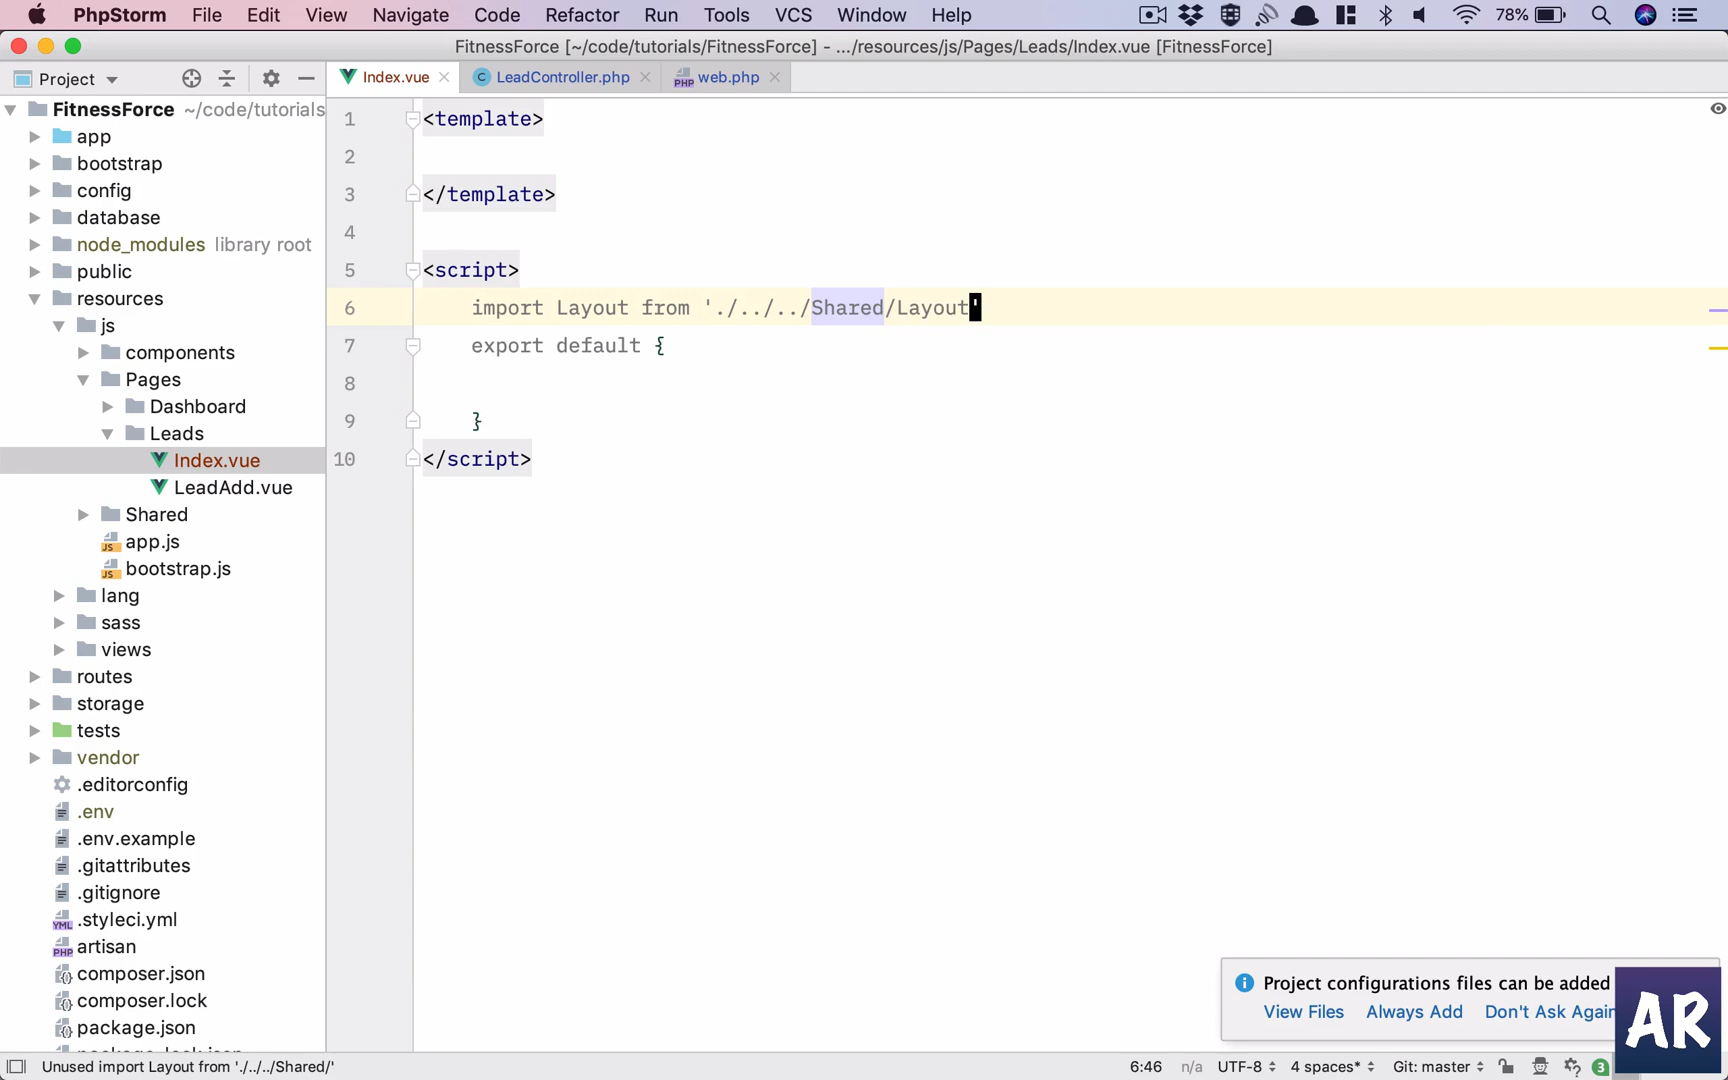 PhpStorm File Edit View Navigate Code Refactor Run Tools VCS Window Help 78%
FitnessForce [~/code/tutorials/FitnessForce] - .../resources/js/Pages/Leads/Index.vue [FitnessForce]
Project
Index.vue LeadController.php web.php
FitnessForce ~/code/tutorials
app
bootstrap
config
database
node_modules library root
public
resources
js
components
Pages
Dashboard
Leads
Index.vue
LeadAdd.vue
Shared
app.js
bootstrap.js
lang
sass
views
routes
storage
tests
vendor
.editorconfig
.env
.env.example
.gitattributes
.gitignore
.styleci.yml
artisan
composer.json
composer.lock
package.json
1 <template>
2
3 </template>
4
5 <script>
6 import Layout from './../../Shared/Layout'
7 export default {
8
9 }
10 </script>
Project configurations files can be added
View Files Always Add Don't Ask Again
AR
Unused import Layout from './../../Shared/' 6:46 n/a UTF-8 4 spaces* Git: master 3